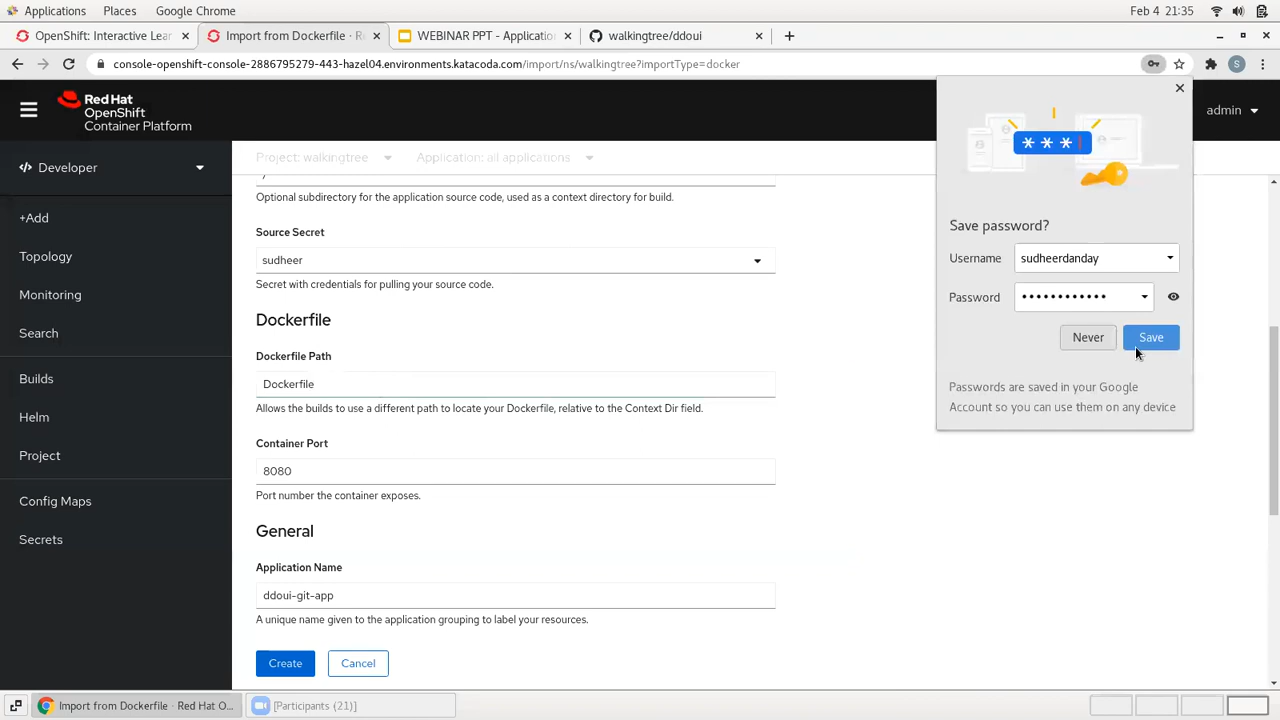 Applications Places Google Chrome Feb 4 21:35
OpenShift: Interactive Lea
Import from Dockerfile · R
WEBINAR PPT - Applicatio
walkingtree/ddoui
console-openshift-console-2886795279-443-hazel04.environments.katacoda.com/import/ns/walkingtree?importType=docker
S
Red Hat
OpenShift
Container Platform
admin
Developer
+Add
Topology
Monitoring
Search
Builds
Helm
Project
Config Maps
Secrets
Project: walkingtree Application: all applications
Optional subdirectory for the application source code, used as a context directory for build.
Source Secret
sudheer
Secret with credentials for pulling your source code.
Dockerfile
Dockerfile Path
Dockerfile
Allows the builds to use a different path to locate your Dockerfile, relative to the Context Dir field.
Container Port
8080
Port number the container exposes.
General
Application Name
ddoui-git-app
A unique name given to the application grouping to label your resources.
Create Cancel
* * *
Save password?
Username sudheerdanday
Password ••••••••••••
Never Save
Passwords are saved in your Google
Account so you can use them on any device
Import from Dockerfile · Red Hat O...
[Participants (21)]